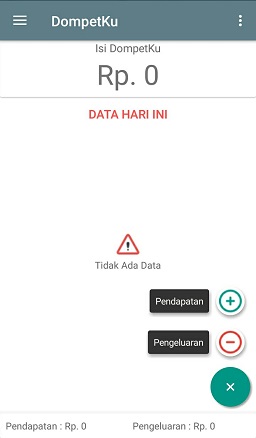 DompetKu
Isi DompetKu
Rp. 0
DATA HARI INI
Tidak Ada Data
Pendapatan
Pengeluaran
Pendapatan : Rp. 0 Pengeluaran : Rp. 0